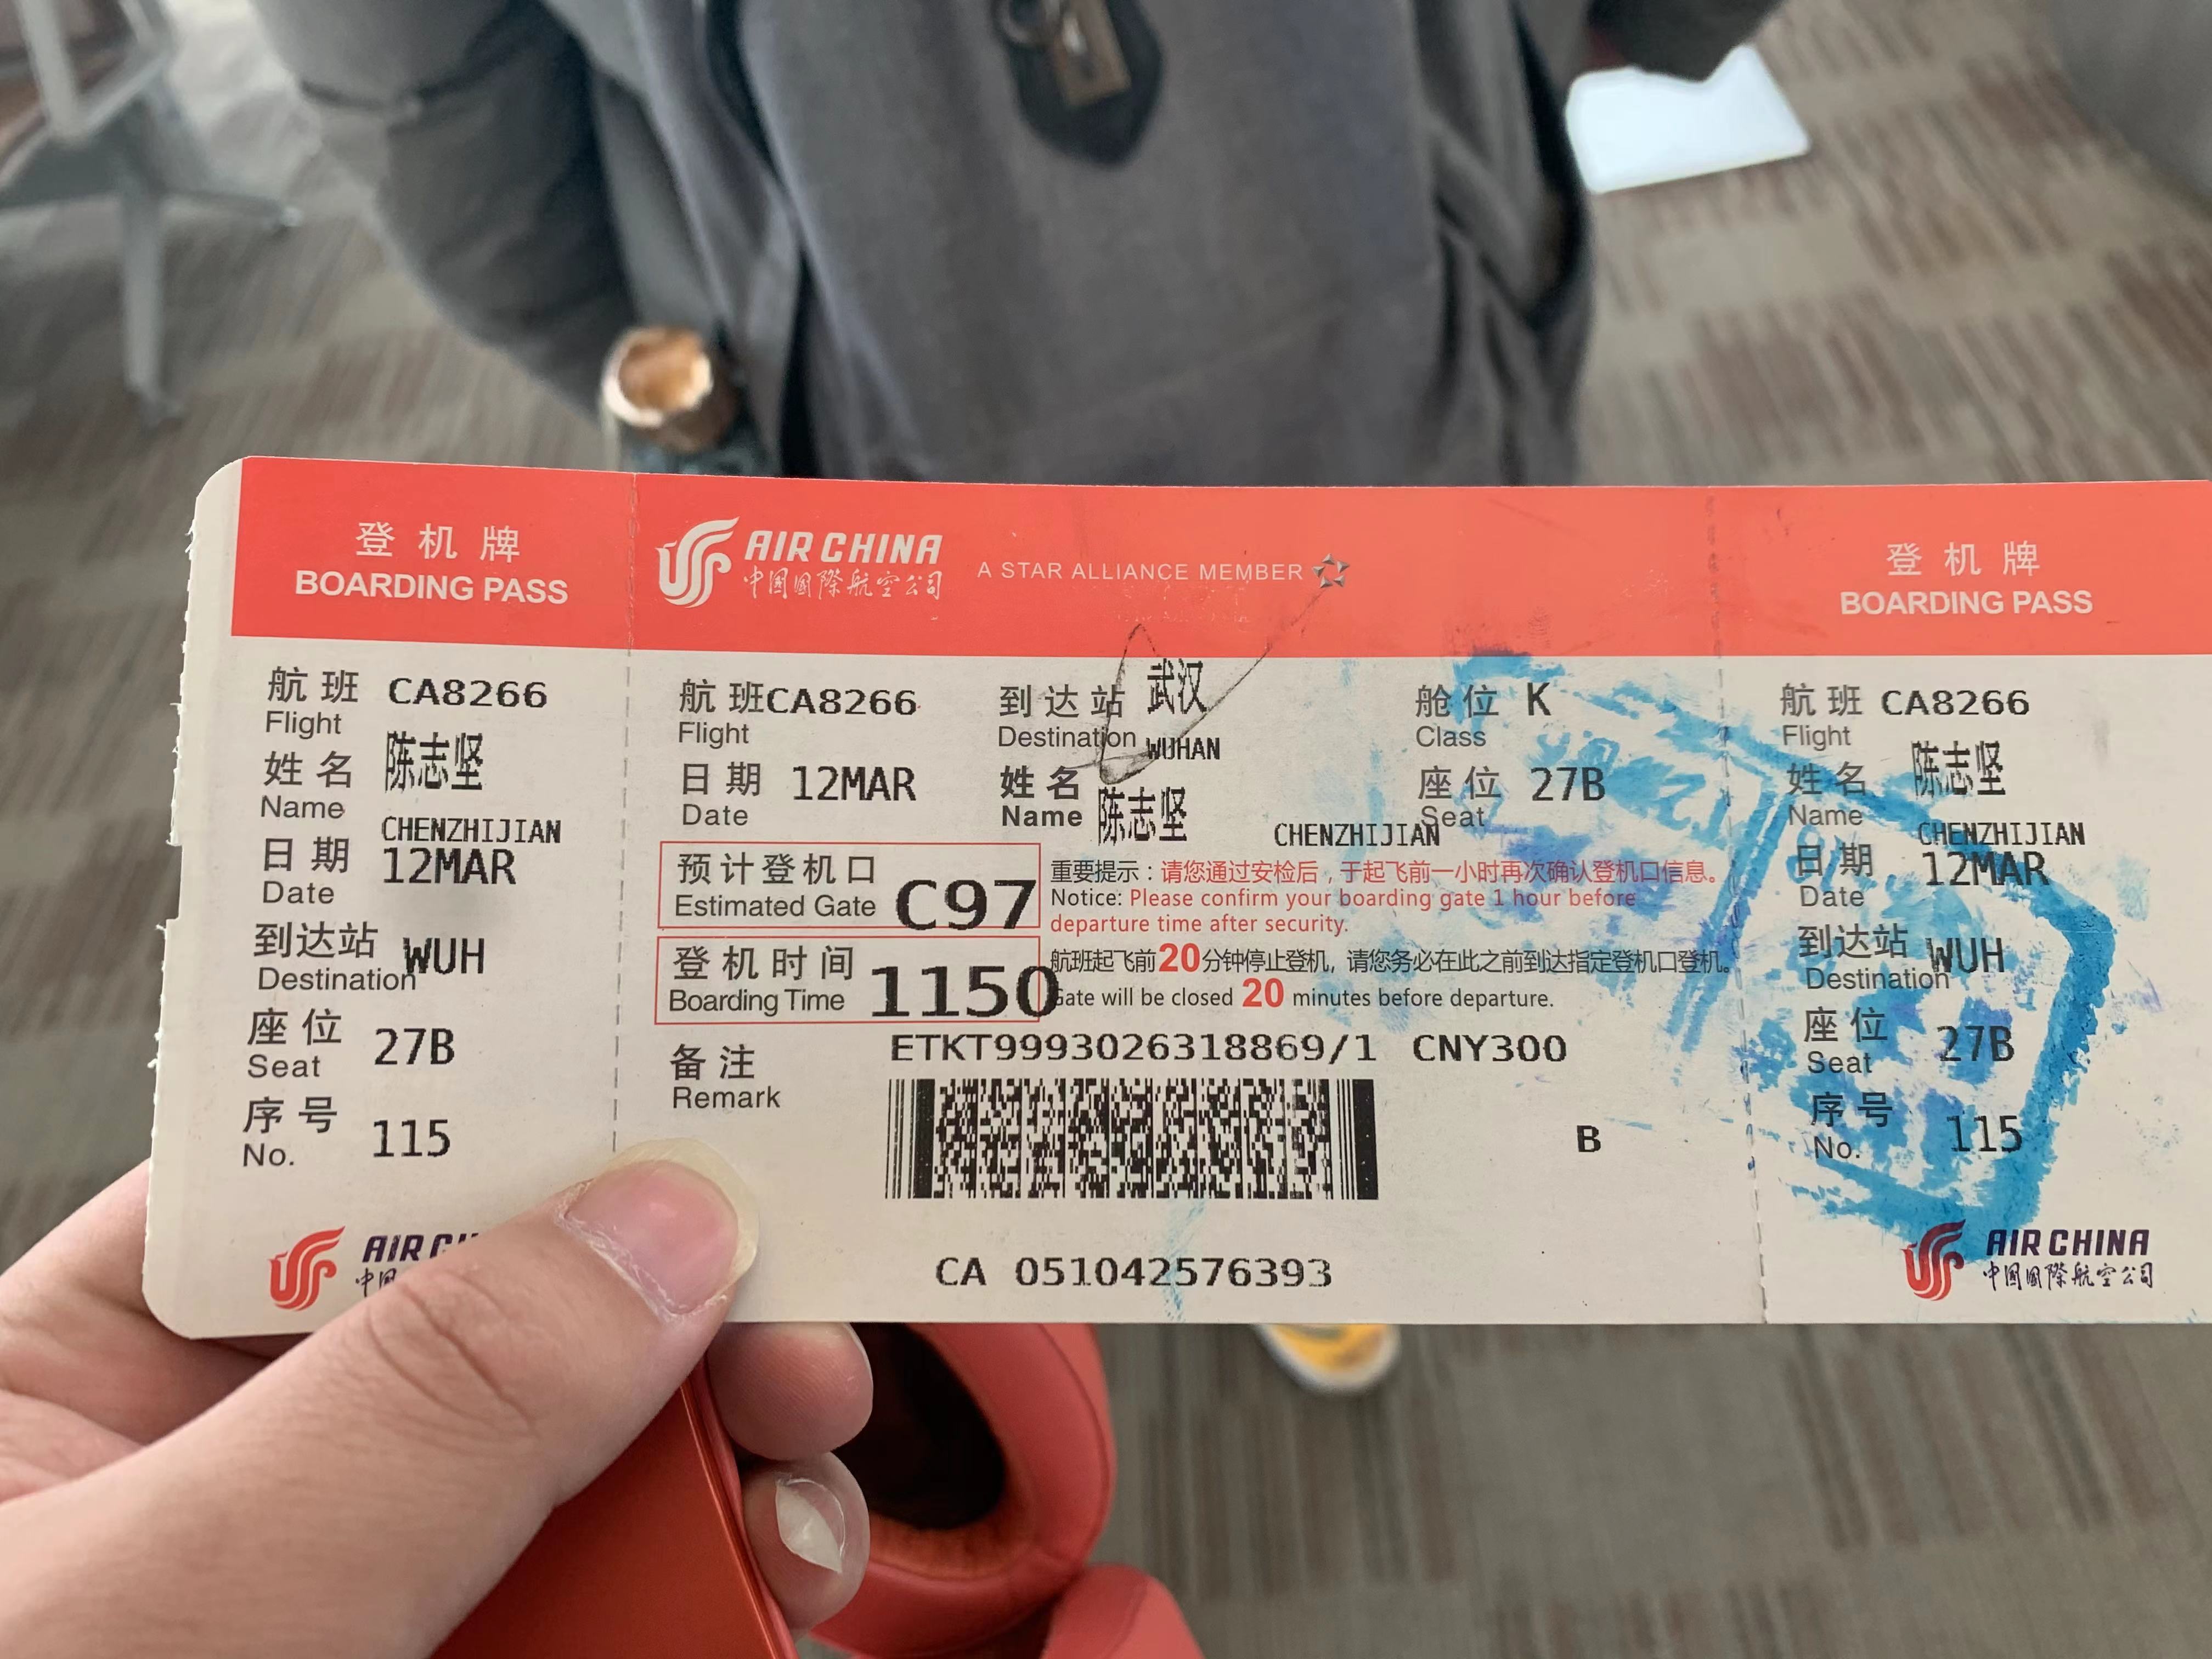 登机牌
BOARDING PASS
航班 CA8266
Flight
姓名 陈志坚
Name
CHENZHIJIAN
日期 12MAR
Date
到达站 WUH
Destination
座位 27B
Seat
序号 115
No.
AIR CHINA
中国国际航空公司
A STAR ALLIANCE MEMBER
航班CA8266
Flight
日期 12MAR
Date
到达站 武汉
Destination WUHAN
姓名 陈志坚
Name
CHENZHIJIAN
舱位 K
Class
座位 27B
Seat
预计登机口 C97
Estimated Gate
登机时间 1150
Boarding Time
重要提示：请您通过安检后，于起飞前一小时再次确认登机口信息。
Notice: Please confirm your boarding gate 1 hour before
departure time after security.
航班起飞前20分钟停止登机，请您务必在此之前到达指定登机口登机。
Gate will be closed 20 minutes before departure.
备注 ETKT9993026318869/1 CNY300
Remark
B
CA 051042576393
登机牌
BOARDING PASS
航班 CA8266
Flight
姓名 陈志坚
Name
CHENZHIJIAN
日期 12MAR
Date
到达站 WUH
Destination
座位 27B
Seat
序号 115
No.
AIR CHINA
中国国际航空公司